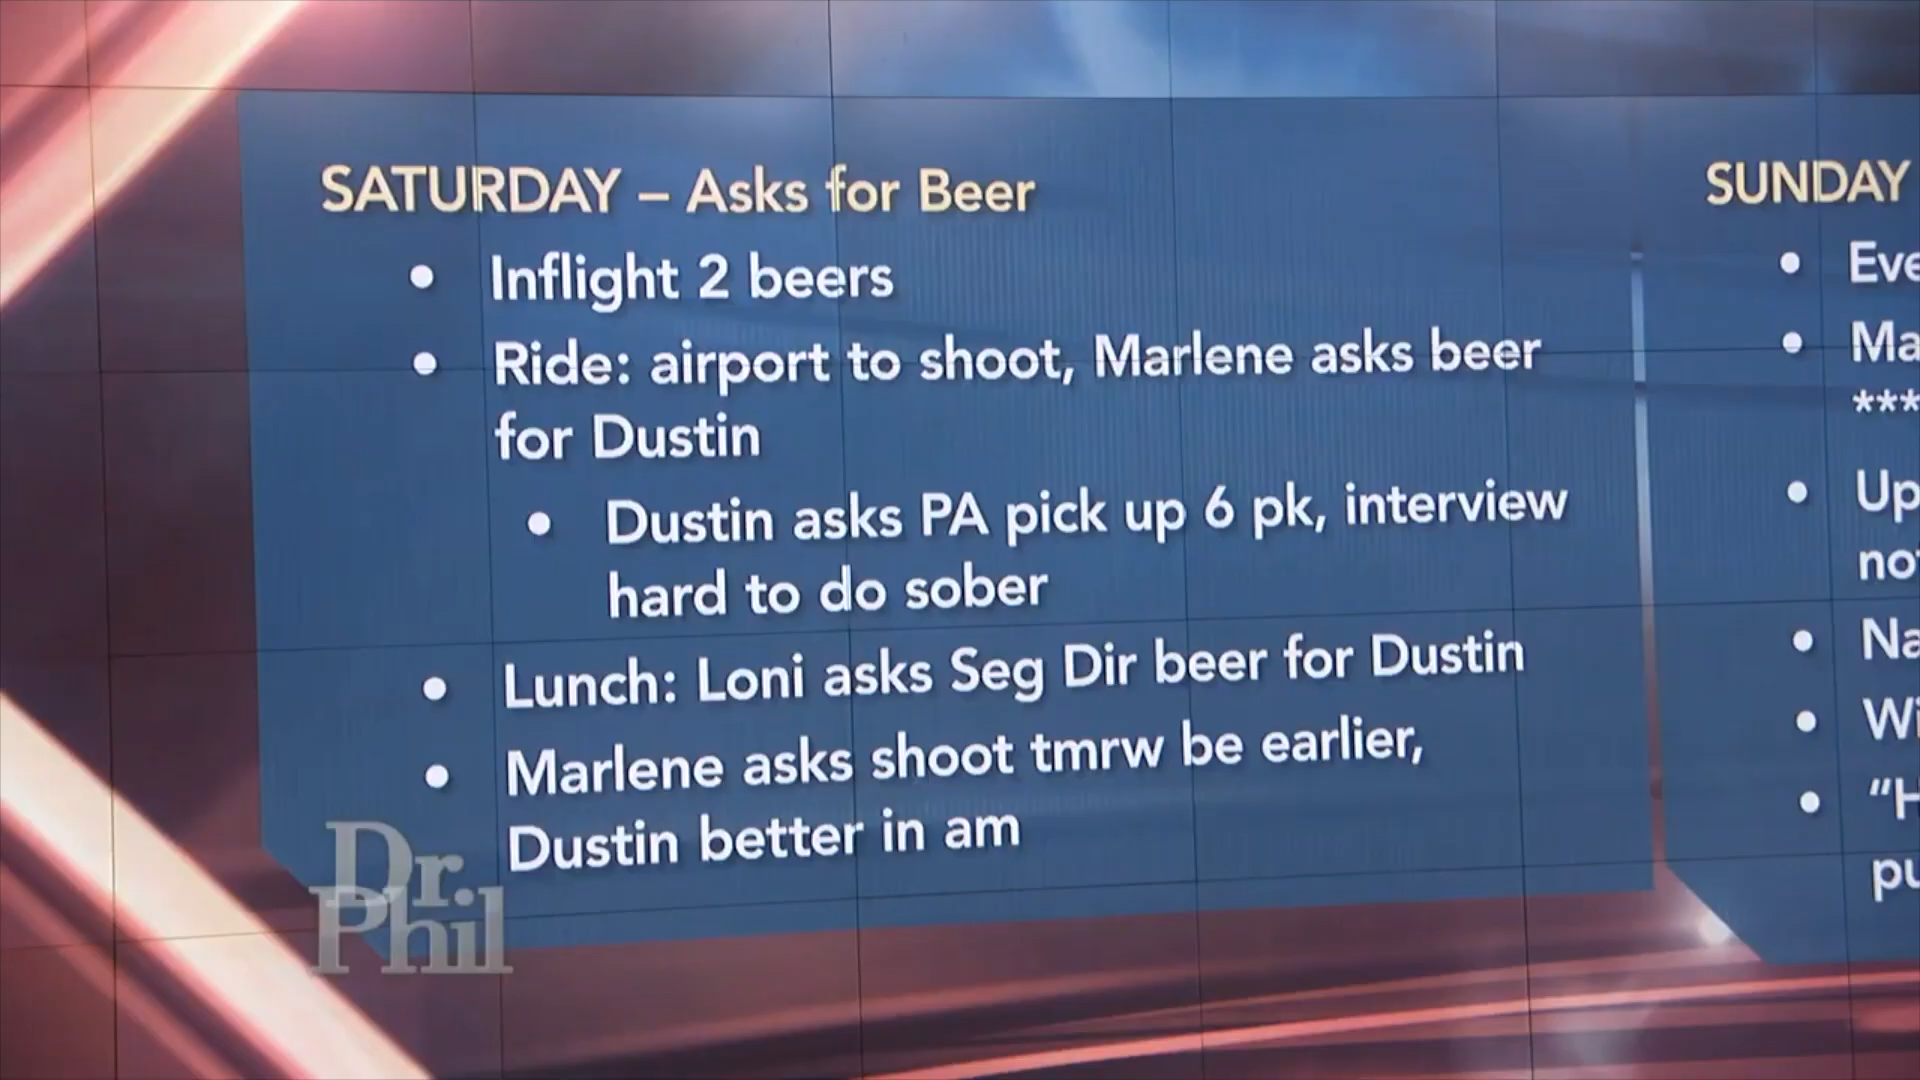 SATURDAY – Asks for Beer
• Inflight 2 beers
• Ride: airport to shoot, Marlene asks beer
for Dustin
• Dustin asks PA pick up 6 pk, interview
hard to do sober
• Lunch: Loni asks Seg Dir beer for Dustin
• Marlene asks shoot tmrw be earlier,
Dustin better in am
SUNDAY
•
•
***
•
•
•
•
Dr.
Phil